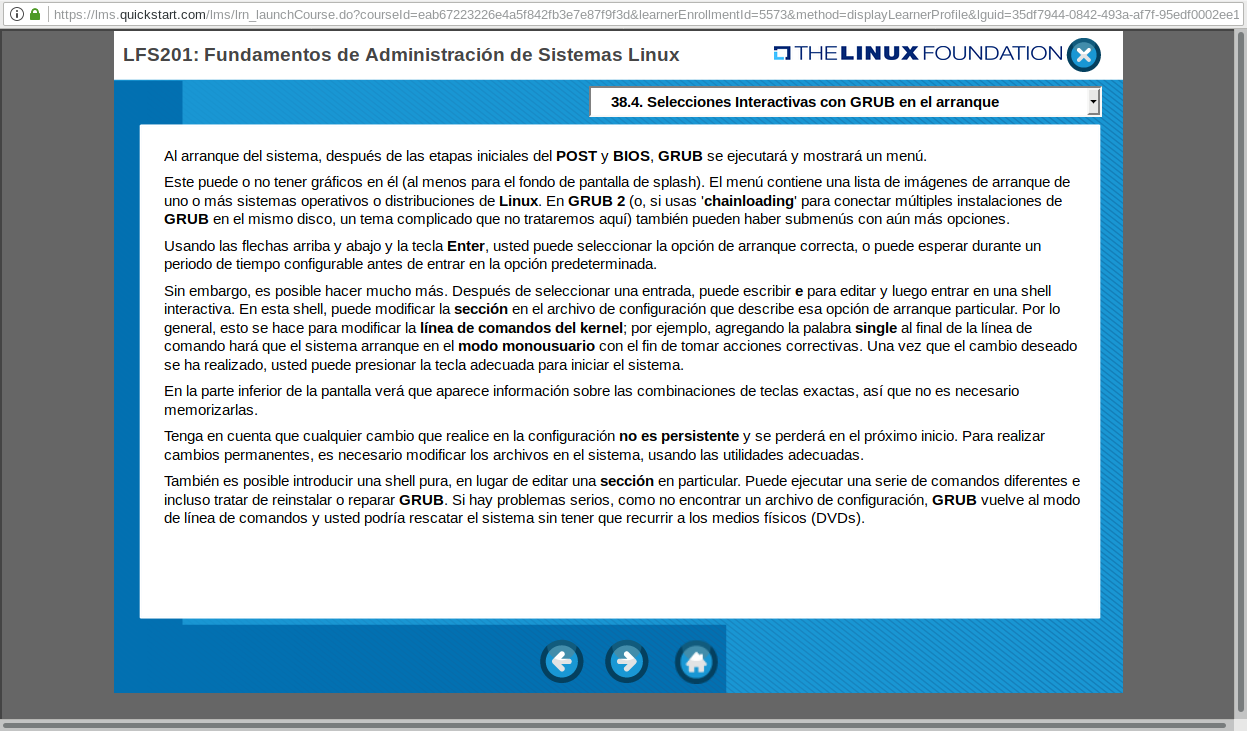 https://lms.quickstart.com/lms/lrn_launchCourse.do?courseId=eab67223226e4a5f842fb3e7e87f9f3d&learnerEnrollmentId=5573&method=displayLearnerProfile&lguid=35df7944-0842-493a-af7f-95edf0002ee1
LFS201: Fundamentos de Administración de Sistemas Linux
THE LINUX FOUNDATION
38.4. Selecciones Interactivas con GRUB en el arranque
Al arranque del sistema, después de las etapas iniciales del POST y BIOS, GRUB se ejecutará y mostrará un menú.
Este puede o no tener gráficos en él (al menos para el fondo de pantalla de splash). El menú contiene una lista de imágenes de arranque de
uno o más sistemas operativos o distribuciones de Linux. En GRUB 2 (o, si usas 'chainloading' para conectar múltiples instalaciones de
GRUB en el mismo disco, un tema complicado que no trataremos aquí) también pueden haber submenús con aún más opciones.
Usando las flechas arriba y abajo y la tecla Enter, usted puede seleccionar la opción de arranque correcta, o puede esperar durante un
periodo de tiempo configurable antes de entrar en la opción predeterminada.
Sin embargo, es posible hacer mucho más. Después de seleccionar una entrada, puede escribir e para editar y luego entrar en una shell
interactiva. En esta shell, puede modificar la sección en el archivo de configuración que describe esa opción de arranque particular. Por lo
general, esto se hace para modificar la línea de comandos del kernel; por ejemplo, agregando la palabra single al final de la línea de
comando hará que el sistema arranque en el modo monousuario con el fin de tomar acciones correctivas. Una vez que el cambio deseado
se ha realizado, usted puede presionar la tecla adecuada para iniciar el sistema.
En la parte inferior de la pantalla verá que aparece información sobre las combinaciones de teclas exactas, así que no es necesario
memorizarlas.
Tenga en cuenta que cualquier cambio que realice en la configuración no es persistente y se perderá en el próximo inicio. Para realizar
cambios permanentes, es necesario modificar los archivos en el sistema, usando las utilidades adecuadas.
También es posible introducir una shell pura, en lugar de editar una sección en particular. Puede ejecutar una serie de comandos diferentes e
incluso tratar de reinstalar o reparar GRUB. Si hay problemas serios, como no encontrar un archivo de configuración, GRUB vuelve al modo
de línea de comandos y usted podría rescatar el sistema sin tener que recurrir a los medios físicos (DVDs).